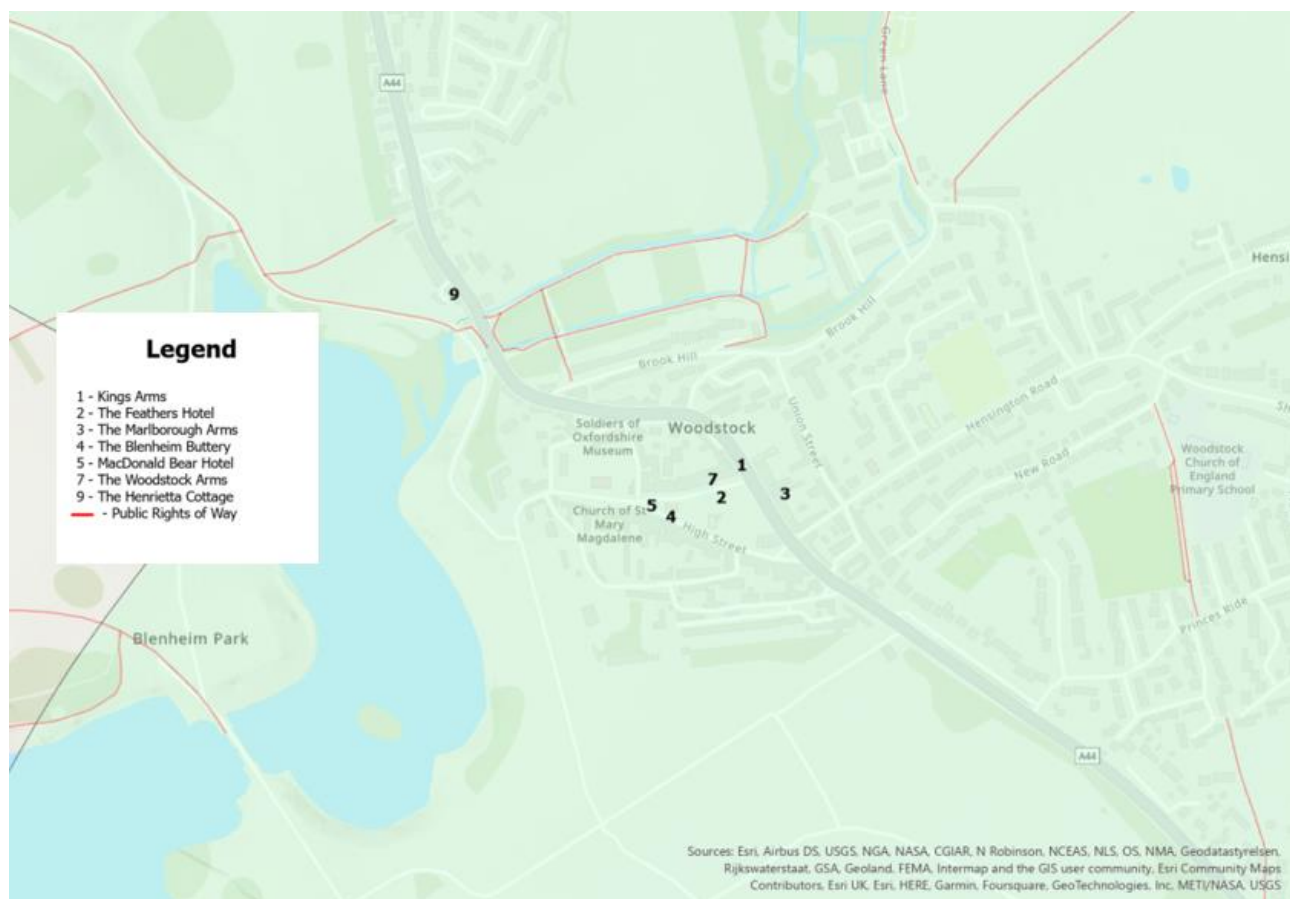 A44
Green Lane
Hensi
9
Legend
1 - Kings Arms
2 - The Feathers Hotel
3 - The Marlborough Arms
4 - The Blenheim Buttery
5 - MacDonald Bear Hotel
7 - The Woodstock Arms
9 - The Henrietta Cottage
- Public Rights of Way
Brook Hill
Brook Hill
Union Street
Hensington Road
New Road
Sh
Soldiers of
Oxfordshire
Museum
Woodstock
Woodstock
Church of
England
Primary School
1
7
2
3
5
4
Church of St
Mary
Magdalene
High Street
Princes Ride
Blenheim Park
A44
Sources: Esri, Airbus DS, USGS, NGA, NASA, CGIAR, N Robinson, NCEAS, NLS, OS, NMA, Geodatastyrelsen,
Rijkswaterstaat, GSA, Geoland, FEMA, Intermap and the GIS user community, Esri Community Maps
Contributors, Esri UK, Esri, HERE, Garmin, Foursquare, GeoTechnologies, Inc, METI/NASA, USGS